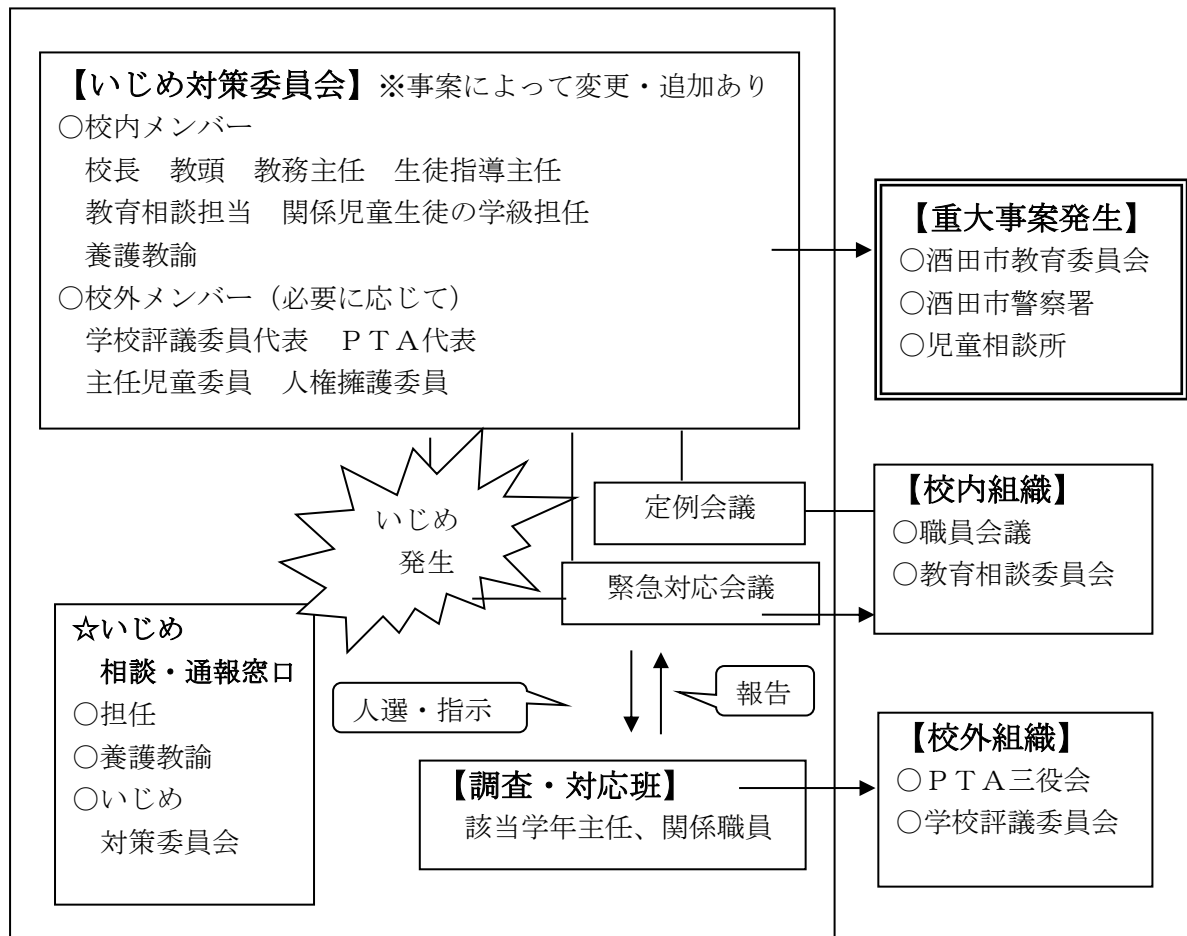 【いじめ対策委員会】※事案によって変更・追加あり
○校内メンバー
校長　教頭　教務主任　生徒指導主任
教育相談担当　関係児童生徒の学級担任
養護教諭
○校外メンバー（必要に応じて）
学校評議委員代表　ＰＴＡ代表
主任児童委員　人権擁護委員
【重大事案発生】
○酒田市教育委員会
○酒田市警察署
○児童相談所
いじめ
発生
定例会議
緊急対応会議
【校内組織】
○職員会議
○教育相談委員会
☆いじめ
相談・通報窓口
○担任
○養護教諭
○いじめ
対策委員会
人選・指示
報告
【調査・対応班】
該当学年主任、関係職員
【校外組織】
○ＰＴＡ三役会
○学校評議委員会